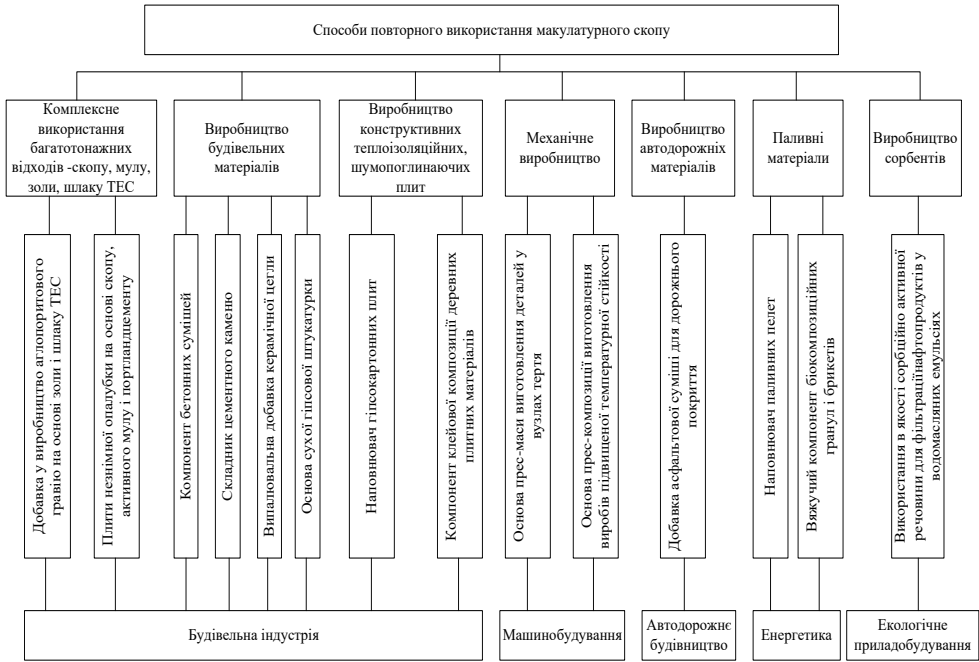 Способи повторного використання макулатурного скопу
Комплексне
використання
багатотонажних
відходів -скопу, мулу,
золи, шлаку ТЕС
Виробництво
будівельних
матеріалів
Виробництво
конструктивних
теплоізоляційних,
шумопоглинаючих
плит
Механічне
виробництво
Виробництво
автодорожніх
матеріалів
Паливні
матеріали
Виробництво
сорбентів
Добавка у виробництво аглопоритового
гравію на основі золи і шлаку ТЕС
Плити незнімної опалубки на основі скопу,
активного мулу і портландцементу
Компонент бетонних сумішей
Складник цементного каменю
Випалювальна добавка керамічної цегли
Основа сухої гіпсової штукатурки
Наповнювач гіпсокартонних плит
Компонент клейової композиції деревних
плитних матеріалів
Основа прес-маси виготовлення деталей у
вузлах тертя
Основа прес-композиції виготовлення
виробів підвищеної температурної стійкості
Добавка асфальтової суміші для дорожнього
покриття
Наповнювач паливних пелет
Вяжучий компонент біокомпозиційних
гранул і брикетів
Використання в якості сорбційно активної
речовини для фільтраціїнафтопродуктів у
водомасляних емульсіях
Будівельна індустрія
Машинобудування
Автодорожнє
будівництво
Енергетика
Екологічне
приладобудування